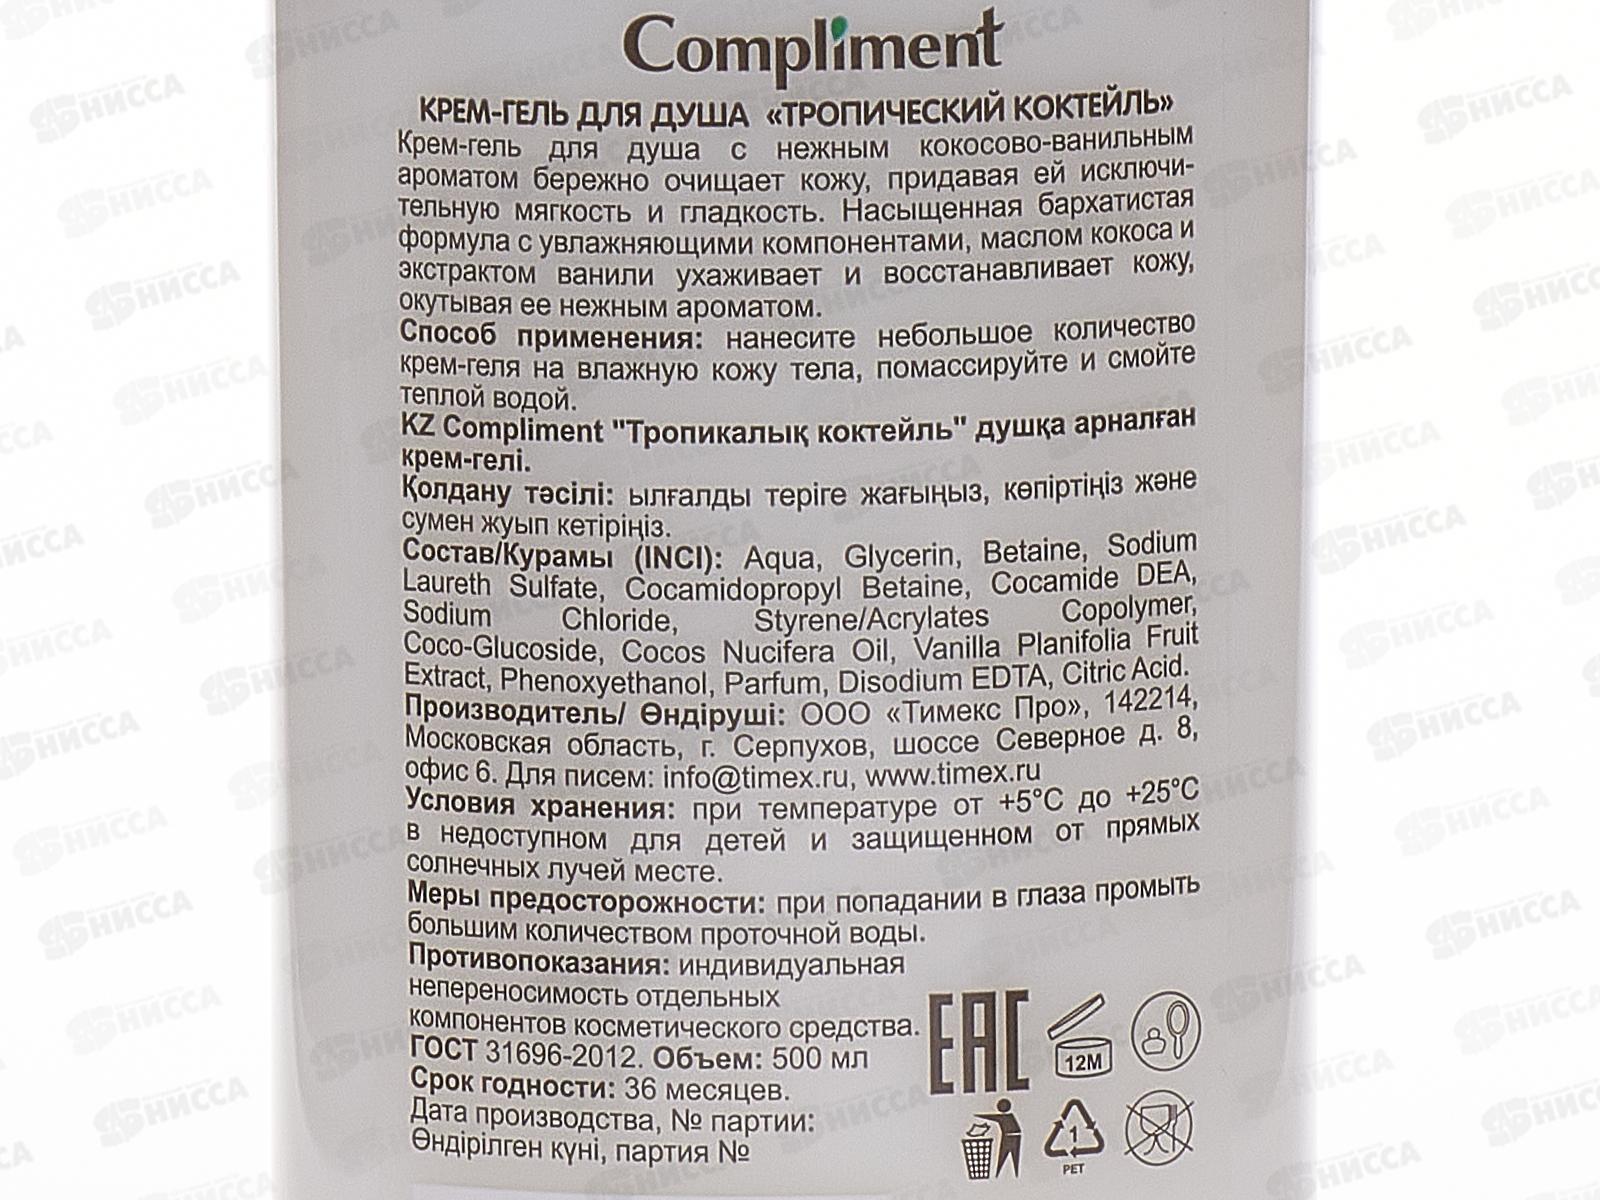 Compliment
КРЕМ-ГЕЛЬ ДЛЯ ДУША «ТРОПИЧЕСКИЙ КОКТЕЙЛЬ»
Крем-гель для душа с нежным кокосово-ванильным
ароматом бережно очищает кожу, придавая ей исключи-
тельную мягкость и гладкость. Насыщенная бархатистая
формула с увлажняющими компонентами, маслом кокоса и
экстрактом ванили ухаживает и восстанавливает кожу,
окутывая ее нежным ароматом.
Способ применения: нанесите небольшое количество
крем-геля на влажную кожу тела, помассируйте и смойте
теплой водой.
KZ Compliment "Тропикалық коктейль" душқа арналған
крем-гелі.
Қолдану тәсілі: ылғалды теріге жағыңыз, көпіртіңіз және
сумен жуып кетіріңіз.
Состав/Курамы (INCI): Aqua, Glycerin, Betaine, Sodium
Laureth Sulfate, Cocamidopropyl Betaine, Cocamide DEA,
Sodium Chloride, Styrene/Acrylates Copolymer,
Coco-Glucoside, Cocos Nucifera Oil, Vanilla Planifolia Fruit
Extract, Phenoxyethanol, Parfum, Disodium EDTA, Citric Acid.
Производитель/ Өндіруші: ООО «Тимекс Про», 142214,
Московская область, г. Серпухов, шоссе Северное д. 8,
офис 6. Для писем: info@timex.ru, www.timex.ru
Условия хранения: при температуре от +5°C до +25°C
в недоступном для детей и защищенном от прямых
солнечных лучей месте.
Меры предосторожности: при попадании в глаза промыть
большим количеством проточной воды.
Противопоказания: индивидуальная
непереносимость отдельных
компонентов косметического средства.
ГОСТ 31696-2012. Объем: 500 мл
Срок годности: 36 месяцев.
Дата производства, № партии:
Өндірілген күні, партия №
ЕАС
12M
1
PET
НИССА